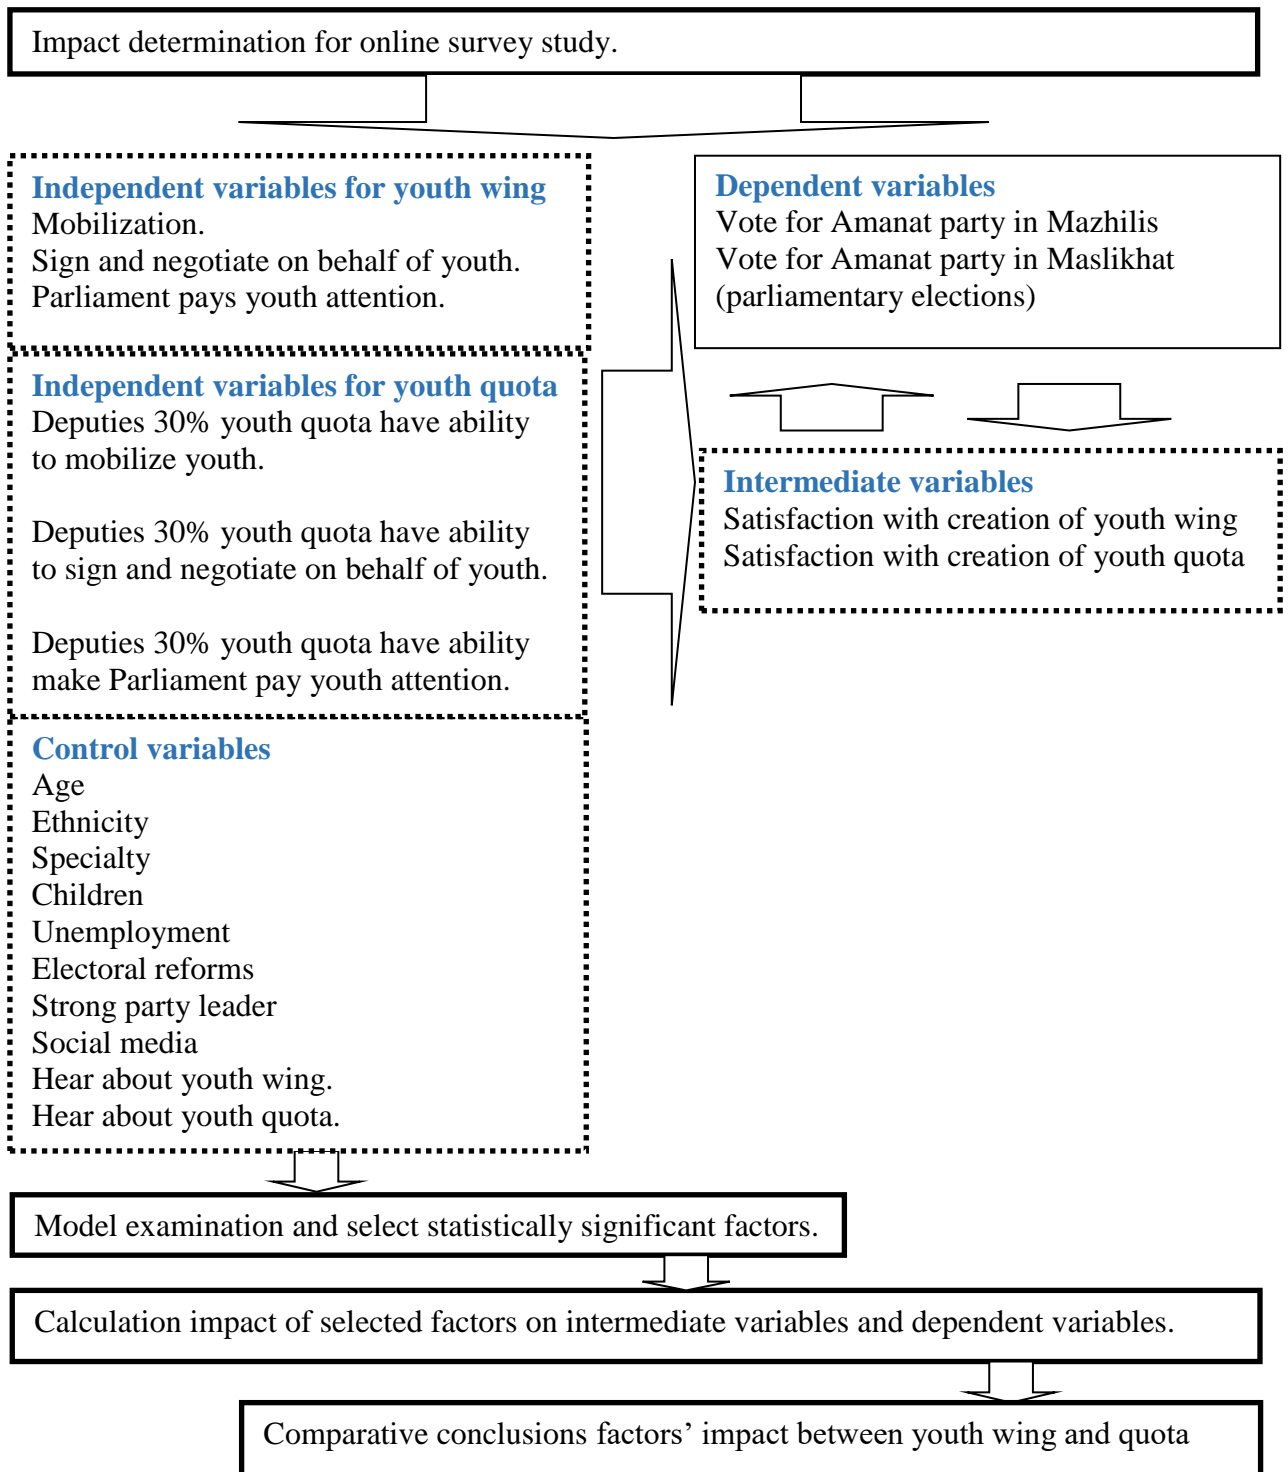 Impact determination for online survey study.
Independent variables for youth wing
Mobilization.
Sign and negotiate on behalf of youth.
Parliament pays youth attention.
Independent variables for youth quota
Deputies 30% youth quota have ability
to mobilize youth.
Deputies 30% youth quota have ability
to sign and negotiate on behalf of youth.
Deputies 30% youth quota have ability
make Parliament pay youth attention.
Control variables
Age
Ethnicity
Specialty
Children
Unemployment
Electoral reforms
Strong party leader
Social media
Hear about youth wing.
Hear about youth quota.
Dependent variables
Vote for Amanat party in Mazhilis
Vote for Amanat party in Maslikhat
(parliamentary elections)
Intermediate variables
Satisfaction with creation of youth wing
Satisfaction with creation of youth quota
Model examination and select statistically significant factors.
Calculation impact of selected factors on intermediate variables and dependent variables.
Comparative conclusions factors’ impact between youth wing and quota